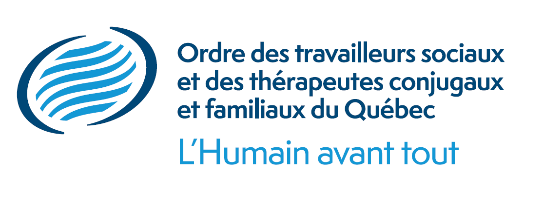 Ordre des travailleurs sociaux
et des thérapeutes conjugaux
et familiaux du Québec
L'Humain avant tout